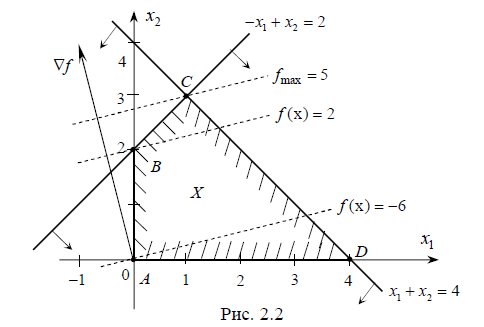 x₂
−x₁ + x₂ = 2
∇f
4
C
fmax = 5
3
f(x) = 2
2
B
X
f(x) = −6
x₁
D
−1
0
A
1
2
3
4
x₁ + x₂ = 4
Рис. 2.2